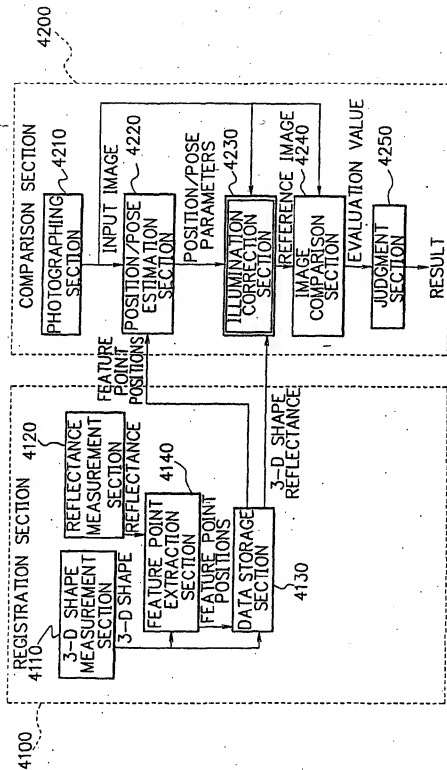 4100
REGISTRATION SECTION
4110
3-D SHAPE
MEASUREMENT
SECTION
4120
REFLECTANCE
MEASUREMENT
SECTION
3-D SHAPE
REFLECTANCE
4140
FEATURE POINT
EXTRACTION
SECTION
FEATURE POINT
POSITIONS
DATA STORAGE
SECTION
4130
FEATURE
POINT
POSITIONS
3-D SHAPE
REFLECTANCE
4200
COMPARISON SECTION
PHOTOGRAPHING
SECTION
4210
INPUT IMAGE
POSITION/POSE
ESTIMATION
SECTION
4220
POSITION/POSE
PARAMETERS
ILLUMINATION
CORRECTION
SECTION
4230
REFERENCE IMAGE
IMAGE
COMPARISON
SECTION
4240
EVALUATION VALUE
JUDGMENT
SECTION
4250
RESULT